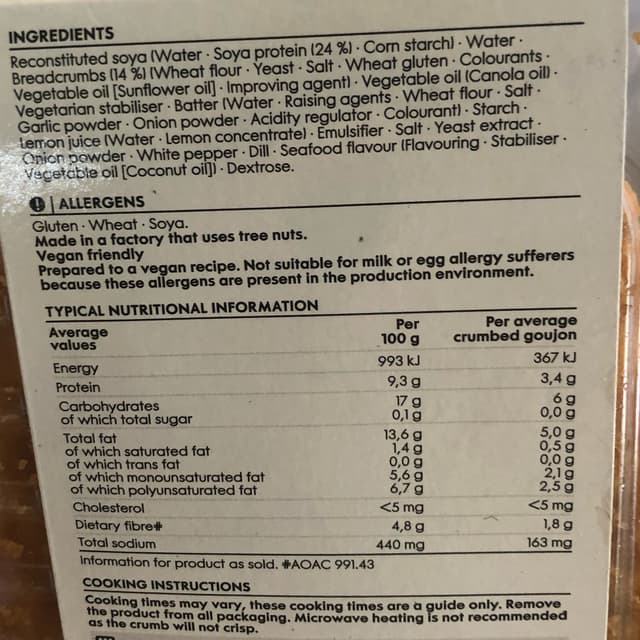 INGREDIENTS
Reconstituted soya (Water · Soya protein (24 %) · Corn starch) · Water ·
Breadcrumbs (14 %) (Wheat flour · Yeast · Salt · Wheat gluten · Colourants ·
Vegetable oil [Sunflower oil] · Improving agent) · Vegetable oil (Canola oil) ·
Vegetarian stabiliser · Batter (Water · Raising agents · Wheat flour · Salt ·
Garlic powder · Onion powder · Acidity regulator · Colourant) · Starch ·
Lemon juice (Water · Lemon concentrate) · Emulsifier · Salt · Yeast extract ·
Onion powder · White pepper · Dill · Seafood flavour (Flavouring · Stabiliser ·
Vegetable oil [Coconut oil]) · Dextrose.
! | ALLERGENS
Gluten · Wheat · Soya.
Made in a factory that uses tree nuts.
Vegan friendly
Prepared to a vegan recipe. Not suitable for milk or egg allergy sufferers
because these allergens are present in the production environment.
TYPICAL NUTRITIONAL INFORMATION
Average values Per 100 g Per average crumbed goujon
Energy 993 kJ 367 kJ
Protein 9,3 g 3,4 g
Carbohydrates 17 g 6 g
of which total sugar 0,1 g 0,0 g
Total fat 13,6 g 5,0 g
of which saturated fat 1,4 g 0,5 g
of which trans fat 0,0 g 0,0 g
of which monounsaturated fat 5,6 g 2,1 g
of which polyunsaturated fat 6,7 g 2,5 g
Cholesterol <5 mg <5 mg
Dietary fibre# 4,8 g 1,8 g
Total sodium 440 mg 163 mg
Information for product as sold. #AOAC 991.43
COOKING INSTRUCTIONS
Cooking times may vary, these cooking times are a guide only. Remove
the product from all packaging. Microwave heating is not recommended
as the crumb will not crisp.